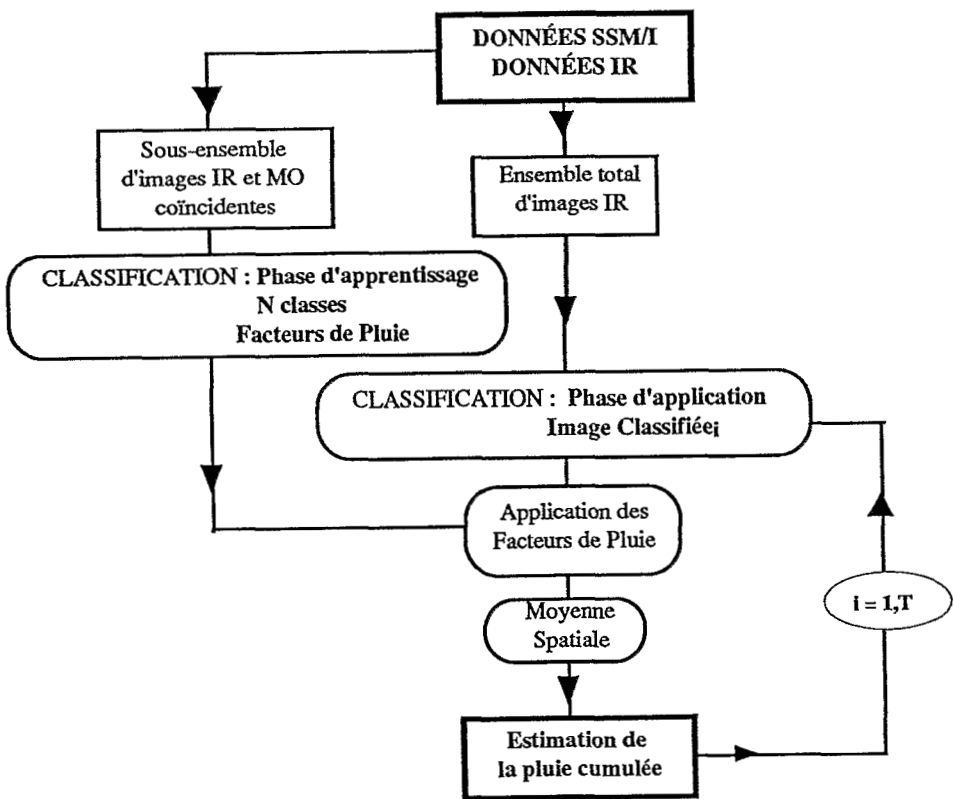 DONNÉES SSM/I
DONNÉES IR
Sous-ensemble
d'images IR et MO
coïncidentes
Ensemble total
d'images IR
CLASSIFICATION : Phase d'apprentissage
N classes
Facteurs de Pluie
CLASSIFICATION : Phase d'application
Image Classifiéei
Application des
Facteurs de Pluie
Moyenne
Spatiale
i = 1,T
Estimation de
la pluie cumulée